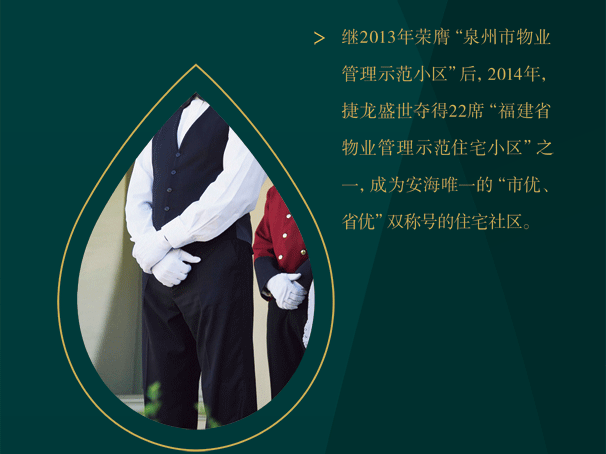 > 继2013年荣膺“泉州市物业
管理示范小区”后, 2014年,
捷龙盛世夺得22席“福建省
物业管理示范住宅小区”之
一, 成为安海唯一的“市优、
省优”双称号的住宅社区。